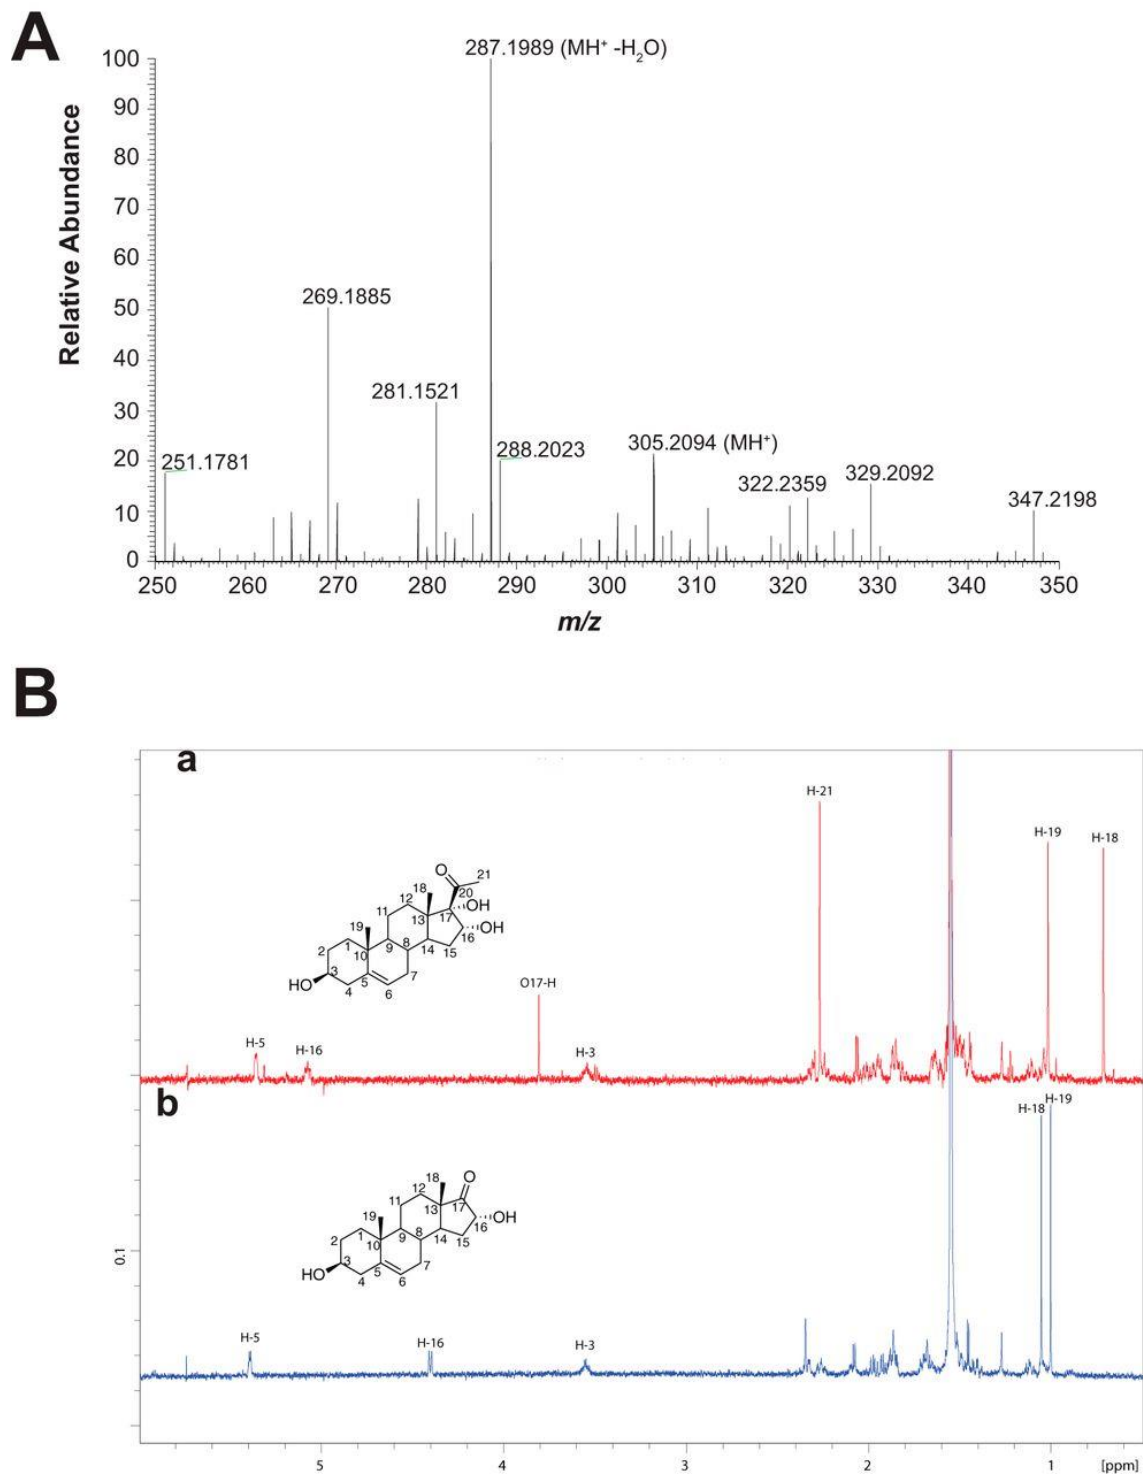 A
287.1989 (MH⁺ -H₂O)
100
90
80
70
60
50
40
30
20
10
0
Relative Abundance
269.1885
281.1521
251.1781
288.2023
305.2094 (MH⁺)
322.2359
329.2092
347.2198
250 260 270 280 290 300 310 320 330 340 350
m/z
B
a
H-21
H-19
H-18
O 21
20
18 12 17 OH
11 13 16 OH
19 1 9 8 14 15
2 10
HO 3 4 5 6 7
O17-H
H-5
H-16
H-3
b
H-18
H-19
O
18 12 17
11 13 16 OH
19 1 9 8 14 15
2 10
HO 3 4 5 6 7
0.1
H-5
H-16
H-3
5 4 3 2 1 [ppm]